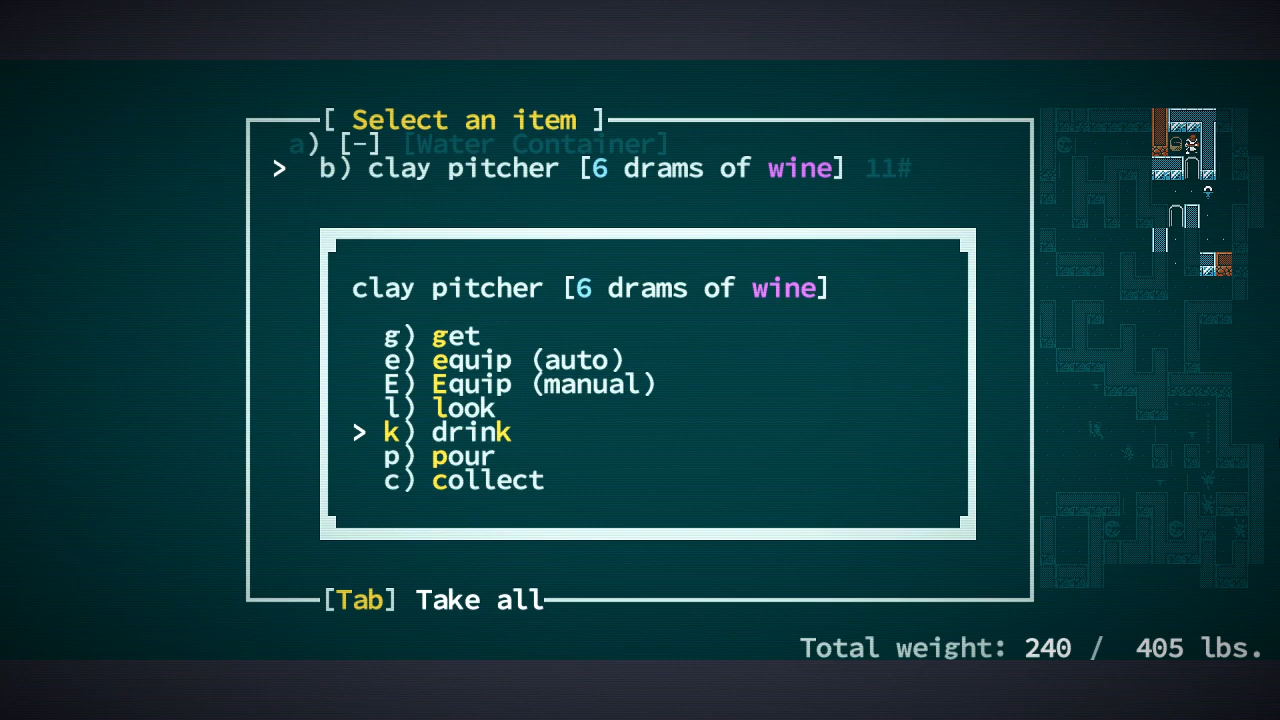 [ Select an item ]
a) [-] [Water Container]
> b) clay pitcher [6 drams of wine] 11#
clay pitcher [6 drams of wine]
g) get
e) equip (auto)
E) Equip (manual)
l) look
> k) drink
p) pour
c) collect
[Tab] Take all
Total weight: 240 / 405 lbs.